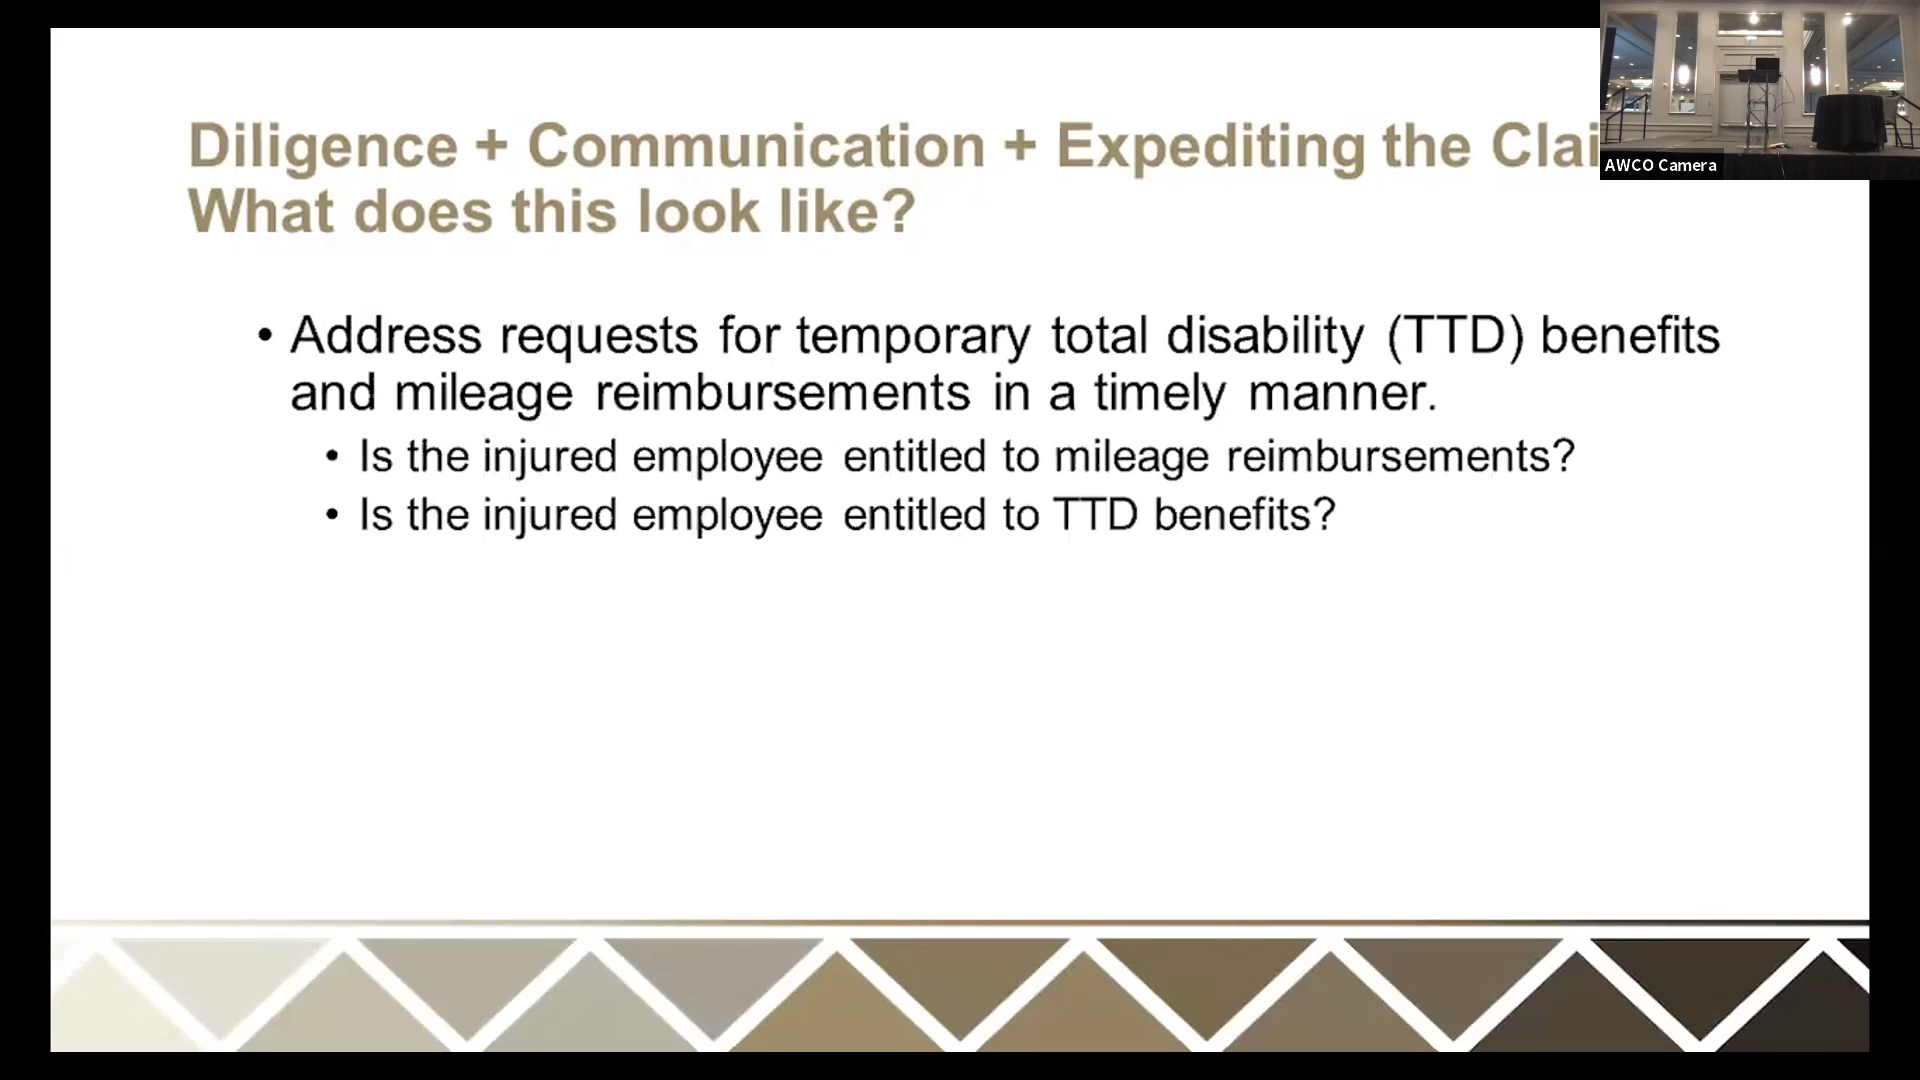 Diligence + Communication + Expediting the Clai
What does this look like?
• Address requests for temporary total disability (TTD) benefits
and mileage reimbursements in a timely manner.
• Is the injured employee entitled to mileage reimbursements?
• Is the injured employee entitled to TTD benefits?
AWCO Camera